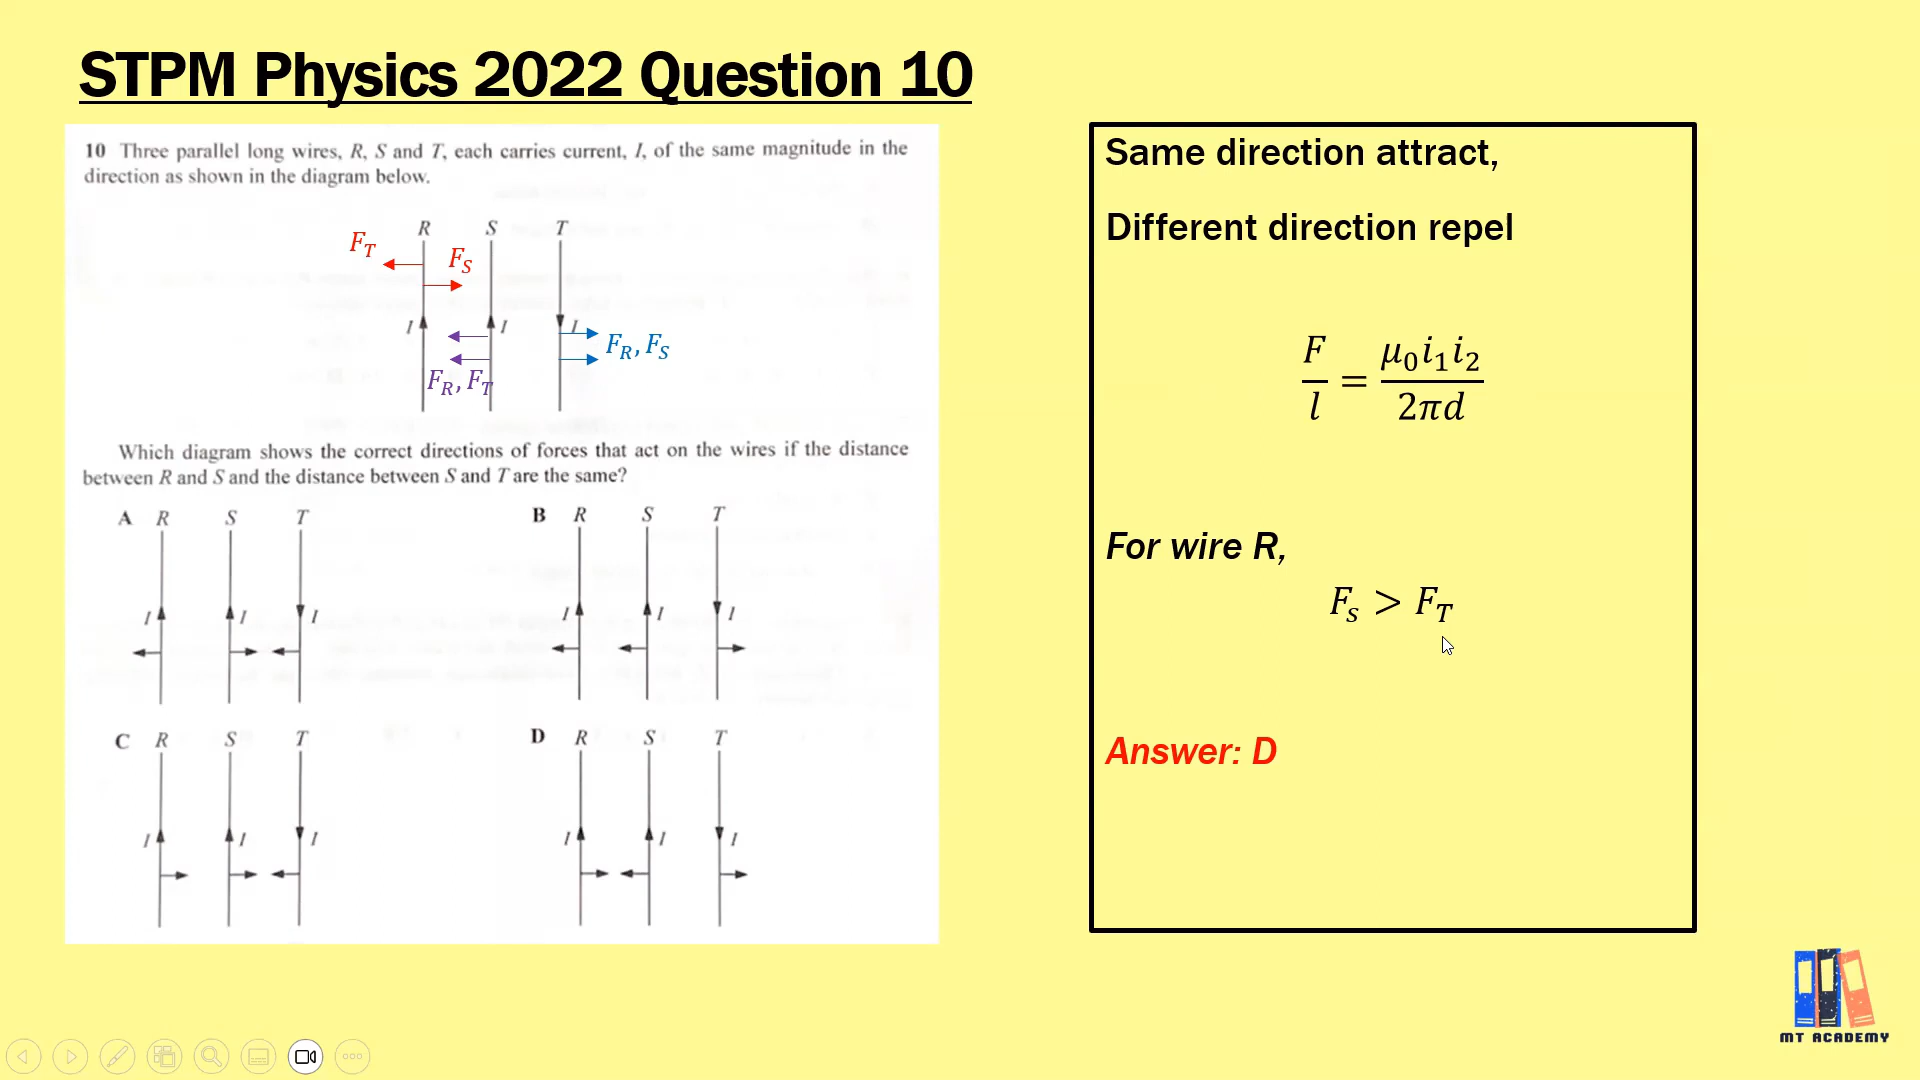 STPM Physics 2022 Question 10
10 Three parallel long wires, R, S and T, each carries current, I, of the same magnitude in the
direction as shown in the diagram below.
R S T
F_T
F_S
I I I
F_R, F_S
F_R, F_T
Which diagram shows the correct directions of forces that act on the wires if the distance
between R and S and the distance between S and T are the same?
A R S T
I I I
B R S T
I I I
C R S T
I I I
D R S T
I I I
Same direction attract,
Different direction repel
F/l = μ₀i₁i₂/2πd
For wire R,
F_s > F_T
Answer: D
MT ACADEMY